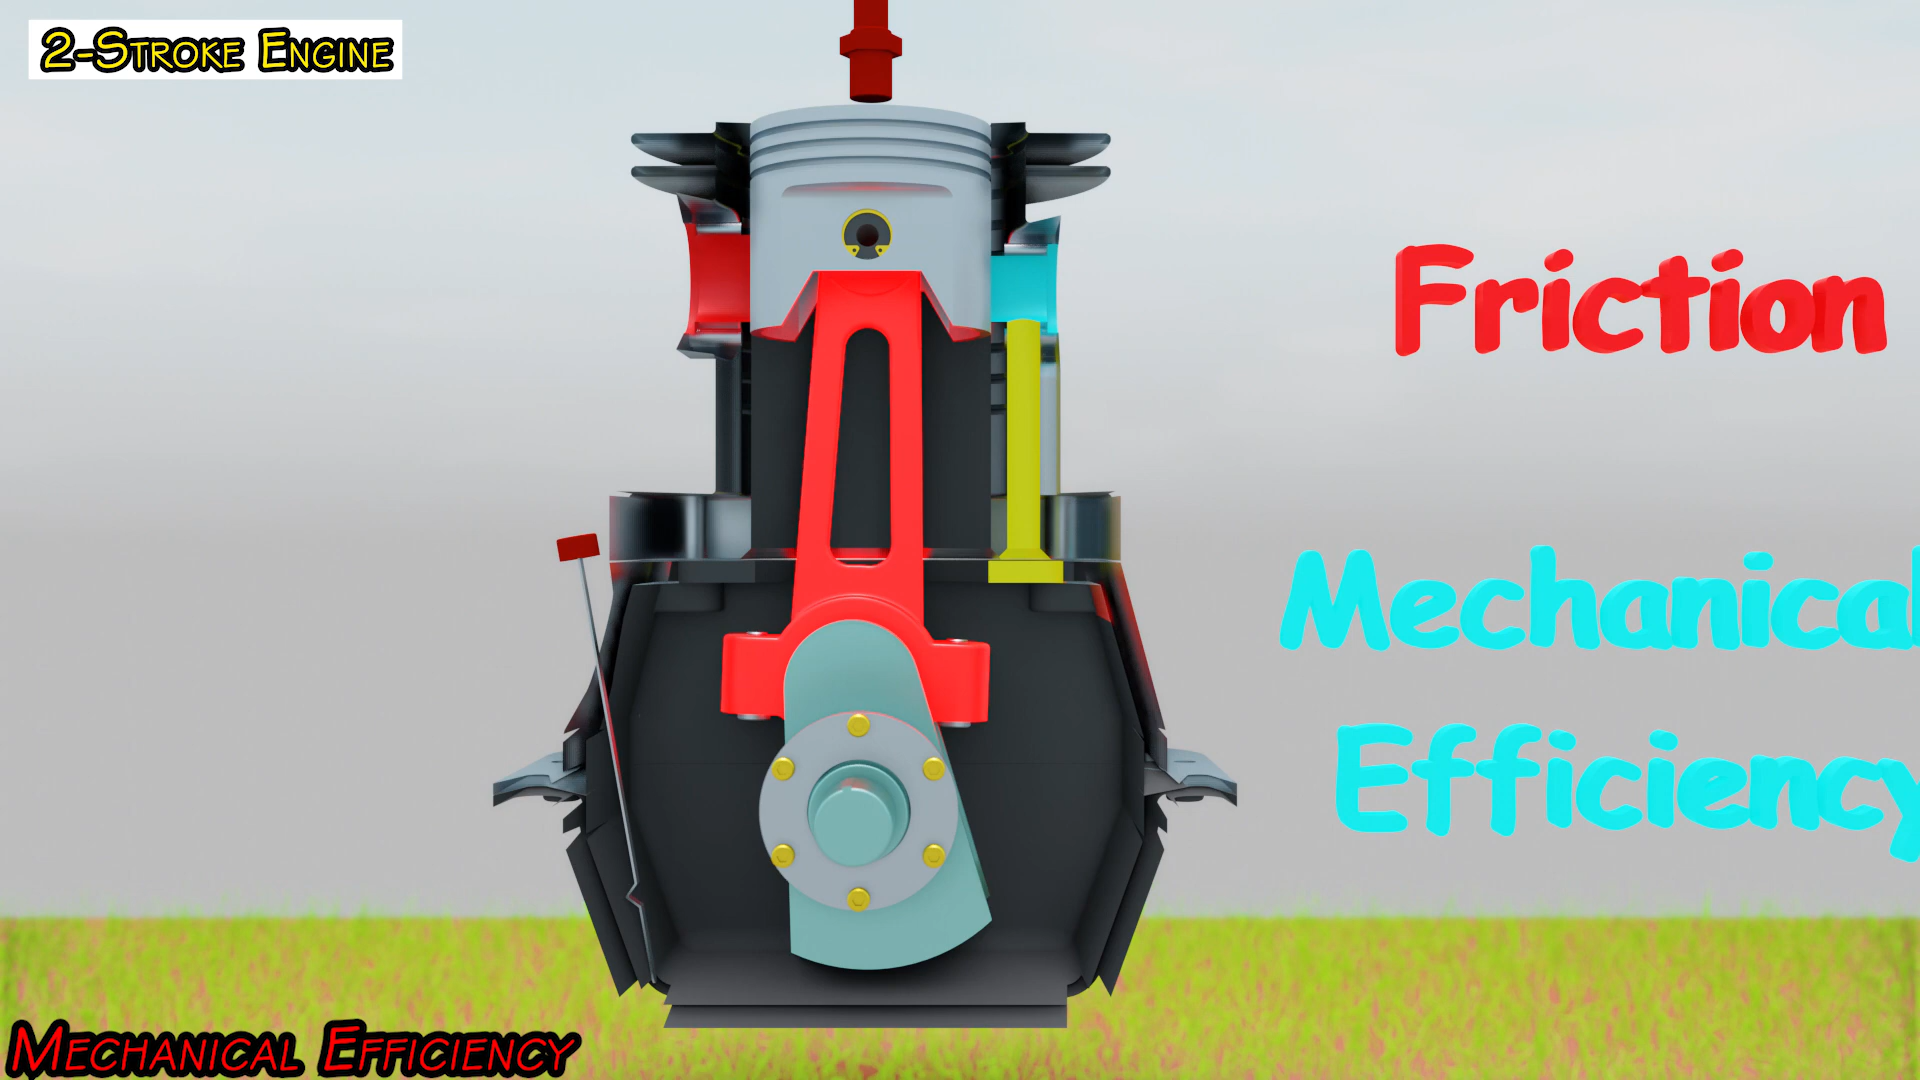 2-Stroke Engine
Friction
Mechanical
Efficiency
Mechanical Efficiency